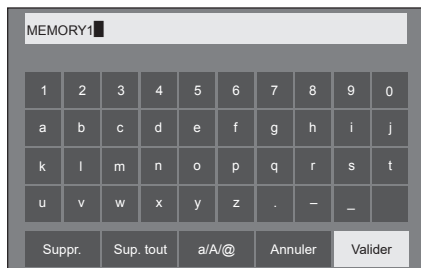 MEMORY1
1 2 3 4 5 6 7 8 9 0
a b c d e f g h i j
k l m n o p q r s t
u v w x y z . – _
Suppr. Sup. tout a/A/@ Annuler Valider